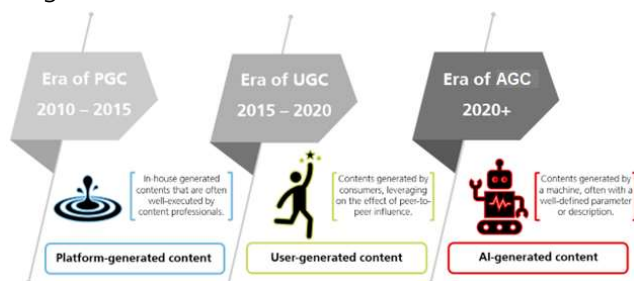 Era of PGC
2010 – 2015
In-house generated
contents that are often
well-executed by
content professionals.
Platform-generated content
Era of UGC
2015 – 2020
Contents generated by
consumers, leveraging
on the effect of peer-to-
peer influence.
User-generated content
Era of AGC
2020+
Contents generated by
a machine, often with a
well-defined parameter
or description.
AI-generated content